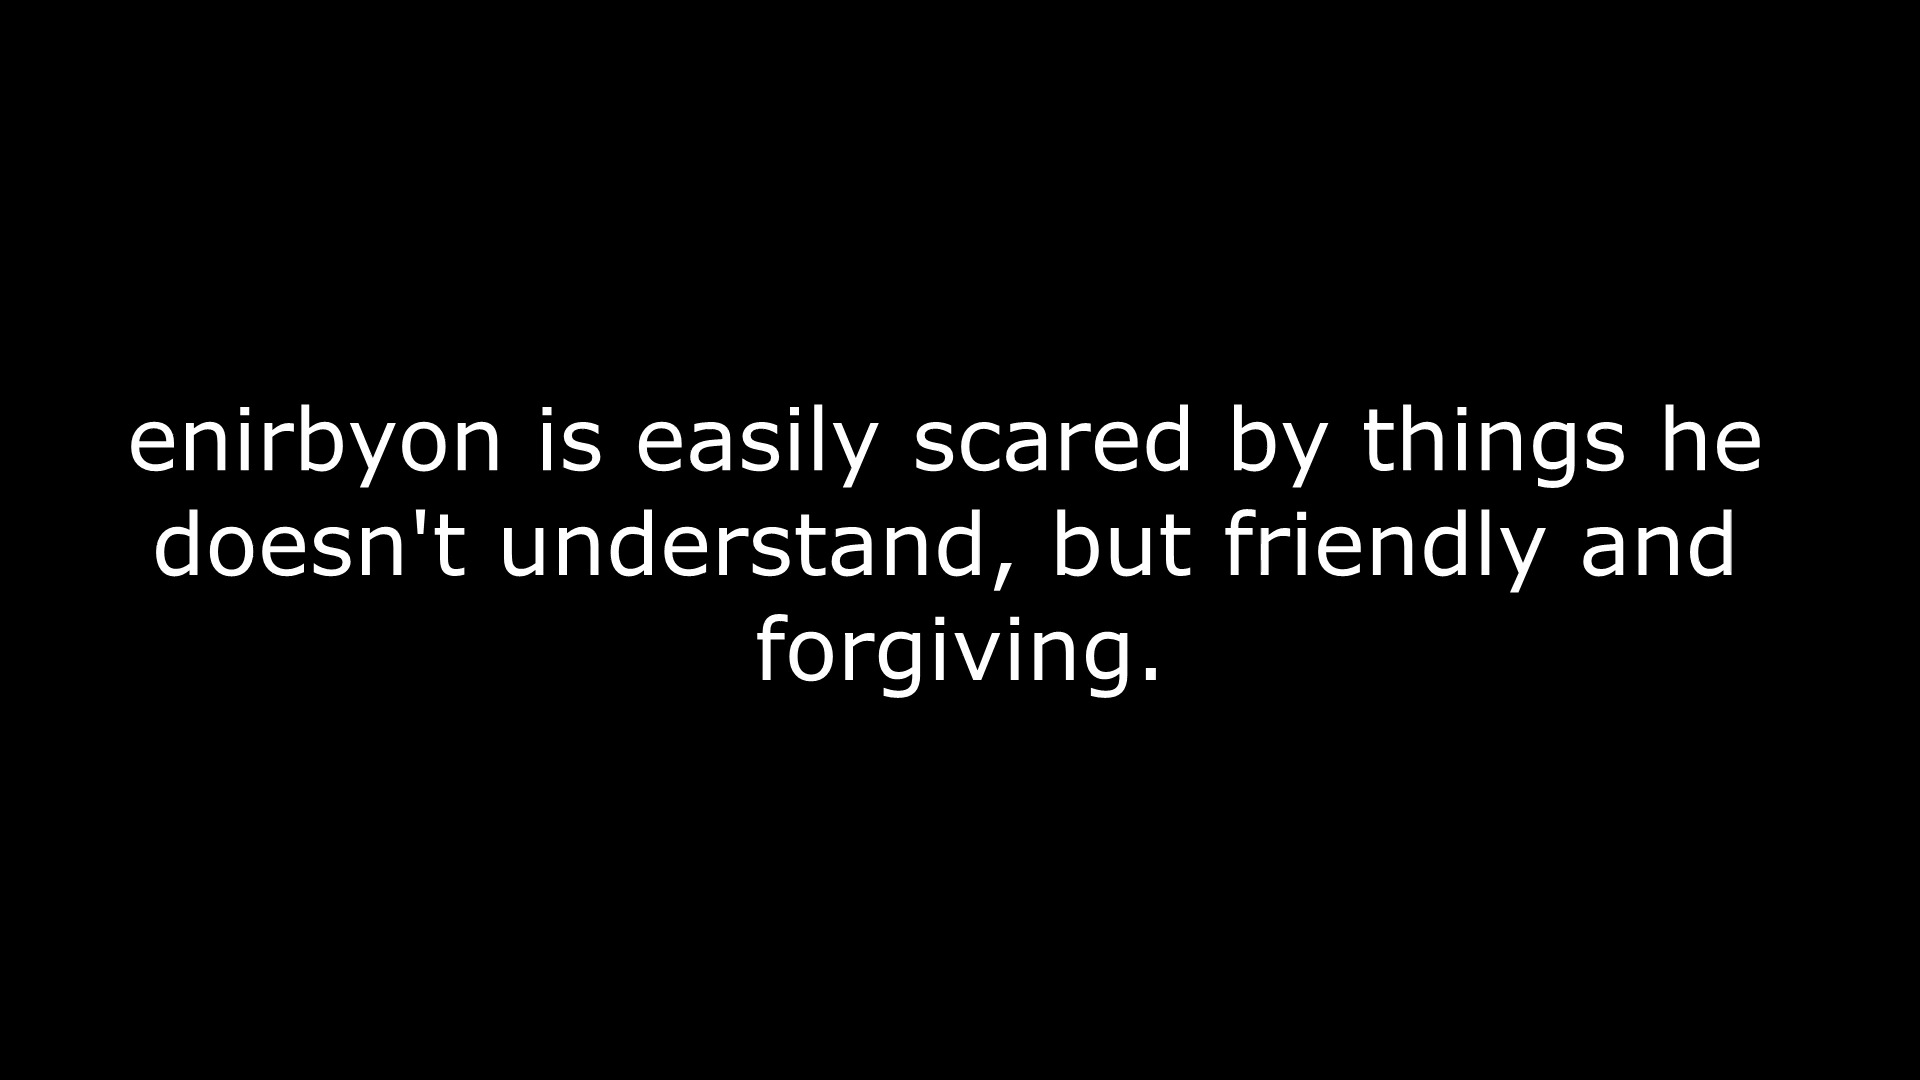 enirbyon is easily scared by things he
doesn't understand, but friendly and
forgiving.